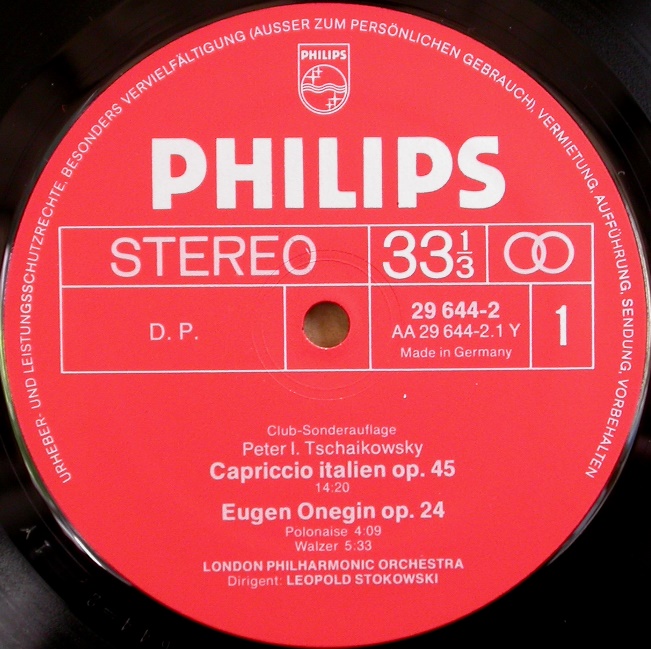 URHEBER- UND LEISTUNGSSCHUTZRECHTE, BESONDERS VERVIELFÄLTIGUNG (AUSSER ZUM PERSÖNLICHEN GEBRAUCH), VERMIETUNG, AUFFÜHRUNG, SENDUNG, VORBEHALTEN
PHILIPS
PHILIPS
STEREO 33 1/3
D. P.
29 644-2
AA 29 644-2.1 Y
Made in Germany
1
Club-Sonderauflage
Peter I. Tschaikowsky
Capriccio italien op. 45
14:20
Eugen Onegin op. 24
Polonaise 4:09
Walzer 5:33
LONDON PHILHARMONIC ORCHESTRA
Dirigent: LEOPOLD STOKOWSKI